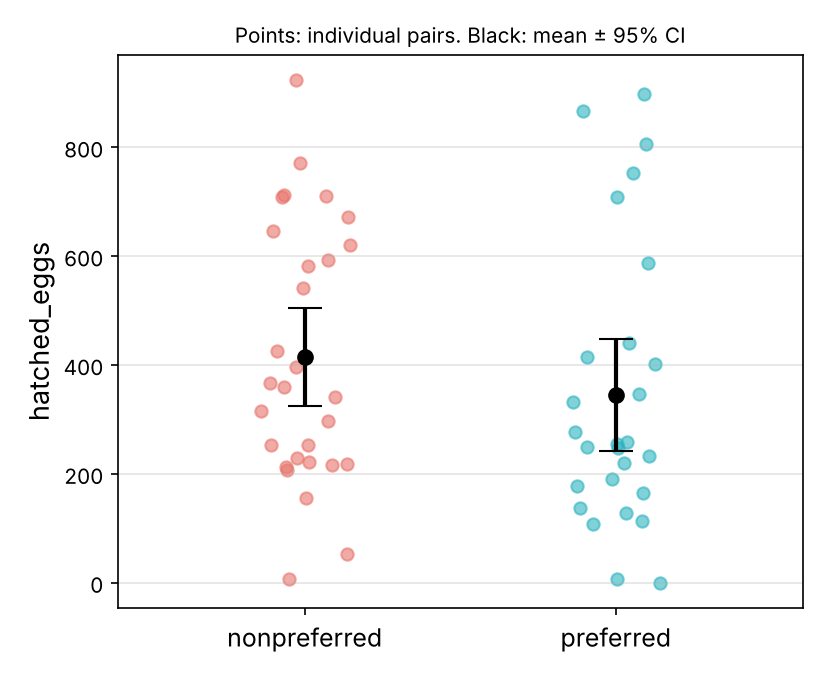 Points: individual pairs. Black: mean ± 95% CI
hatched_eggs
800
600
400
200
0
nonpreferred
preferred